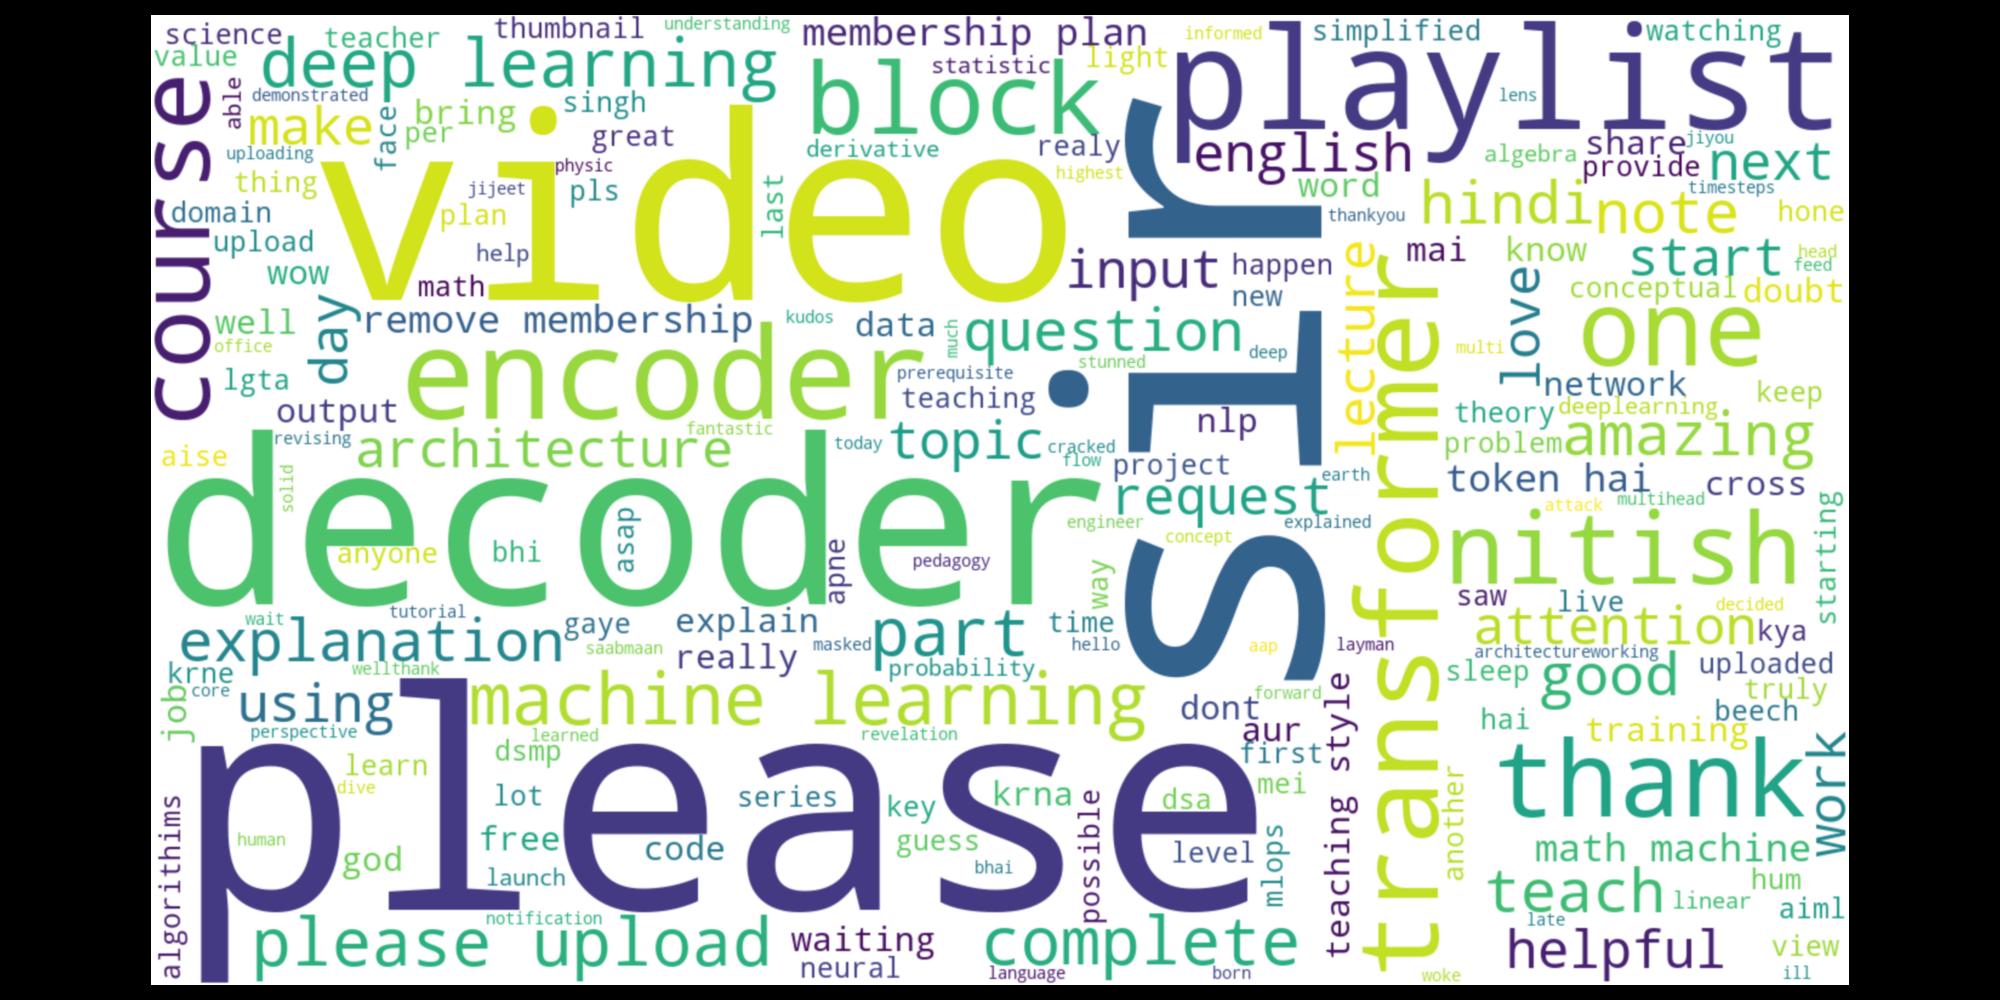 science
teacher
thumbnail
understanding
membership plan
informed
simplified
watching
value
deep learning
statistic
light
playlist
course
able
demonstrated
face
bring
singh
block
lens
make
per
great
derivative
realy
english
share
jiyou
uploading
physic
highest
algebra
provide
next
thing
video
jijeet
pls
last
word
timesteps
domain
plan
sir
thankyou
hindi
note
hone
upload
help
input
happen
lecture
mai
know
start
head
feed
wow
math
new
love
conceptual
doubt
day
remove membership
kudos
data
question
transformer
one
well
office
encoder
much
stunned
deep
multi
lgta
prerequisite
network
keep
output
teaching
nlp
theory
deeplearning
aise
revising
architecture
fantastic
today
topic
cracked
flow
problem
amazing
solid
decoder
project
earth
token hai
cross
request
attack
multihead
starting
asap
engineer
explained
anyone
bhi
apne
pedagogy
concept
nitish
way
wait
tutorial
saw
live
decided
explanation
gaye
explain
part
time
attention
kya
saabmaan
really
masked
hello
aap
layman
architectureworking
krne
wellthank
probability
sleep
good
uploaded
job
core
using
machine learning
dont
forward
truly
perspective
learned
revelation
aur
teaching style
hai
training
beech
please
learn
dsmp
first
thank
work
dive
lot
series
key
krna
dsa
mei
another
algorithims
human
free
code
guess
possible
level
mlops
math machine
god
launch
bhai
teach
linear
hum
notification
late
aiml
please upload
waiting
complete
helpful
view
neural
language
born
woke
ill